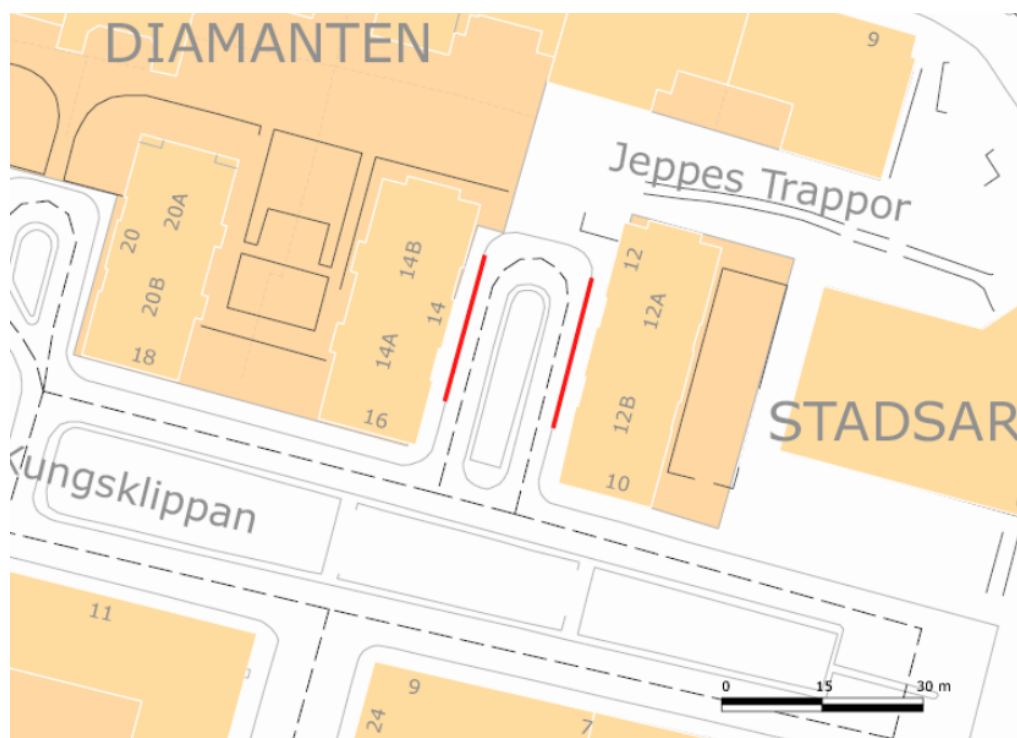 DIAMANTEN
9
Jeppes Trappor
20A
20
20B
18
14B
14
14A
16
12
12A
12B
10
STADSAR
Kungsklippan
11
9
24
7
0 15 30 m